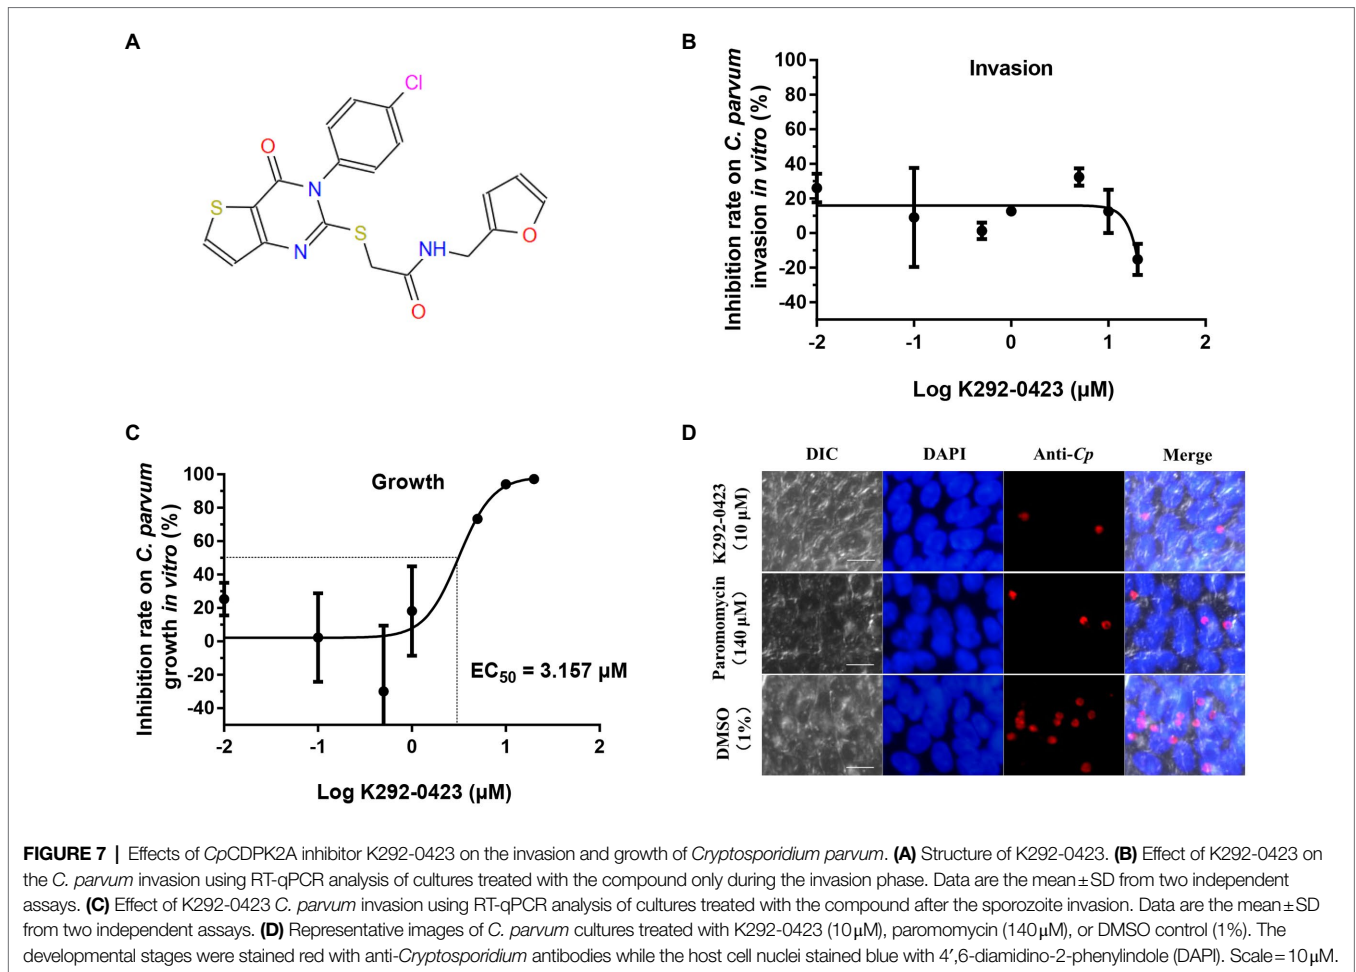 A
Cl
O
N
S
N
S
NH
O
O
B
Invasion
Inhibition rate on C. parvum
invasion in vitro (%)
100
80
60
40
20
0
-20
-40
-2 -1 0 1 2
Log K292-0423 (µM)
C
Growth
Inhibition rate on C. parvum
growth in vitro (%)
100
80
60
40
20
0
-20
-40
EC50 = 3.157 µM
-2 -1 0 1 2
Log K292-0423 (µM)
D
DIC DAPI Anti-Cp Merge
K292-0423
(10 µM)
Paromomycin
(140 µM)
DMSO
(1%)
FIGURE 7 | Effects of CpCDPK2A inhibitor K292-0423 on the invasion and growth of Cryptosporidium parvum. (A) Structure of K292-0423. (B) Effect of K292-0423 on
the C. parvum invasion using RT-qPCR analysis of cultures treated with the compound only during the invasion phase. Data are the mean±SD from two independent
assays. (C) Effect of K292-0423 C. parvum invasion using RT-qPCR analysis of cultures treated with the compound after the sporozoite invasion. Data are the mean±SD
from two independent assays. (D) Representative images of C. parvum cultures treated with K292-0423 (10 µM), paromomycin (140 µM), or DMSO control (1%). The
developmental stages were stained red with anti-Cryptosporidium antibodies while the host cell nuclei stained blue with 4′,6-diamidino-2-phenylindole (DAPI). Scale=10 µM.